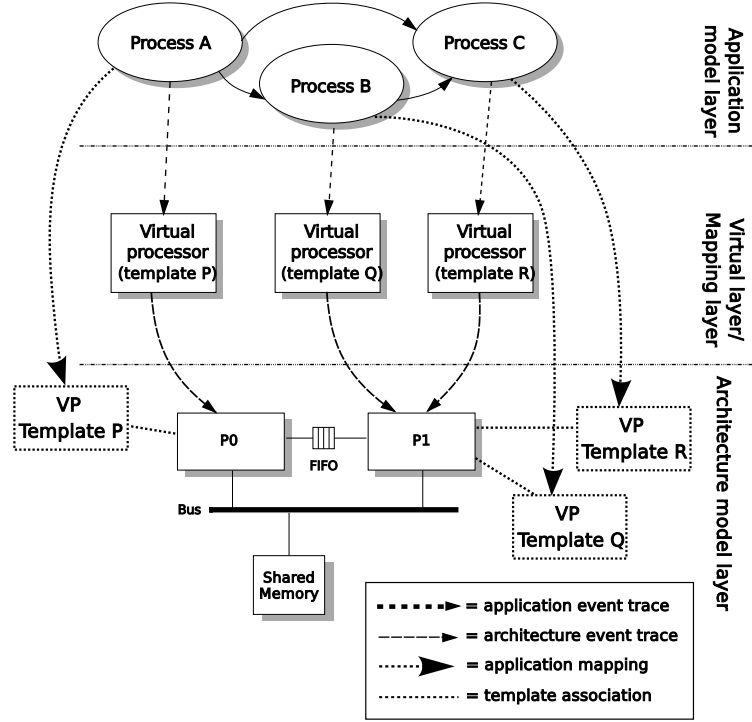 Process A
Process B
Process C
Application
model layer
Virtual
processor
(template P)
Virtual
processor
(template Q)
Virtual
processor
(template R)
Virtual layer/
Mapping layer
VP
Template P
P0
FIFO
P1
VP
Template R
VP
Template Q
Bus
Shared
Memory
Architecture model layer
= application event trace
= architecture event trace
= application mapping
= template association